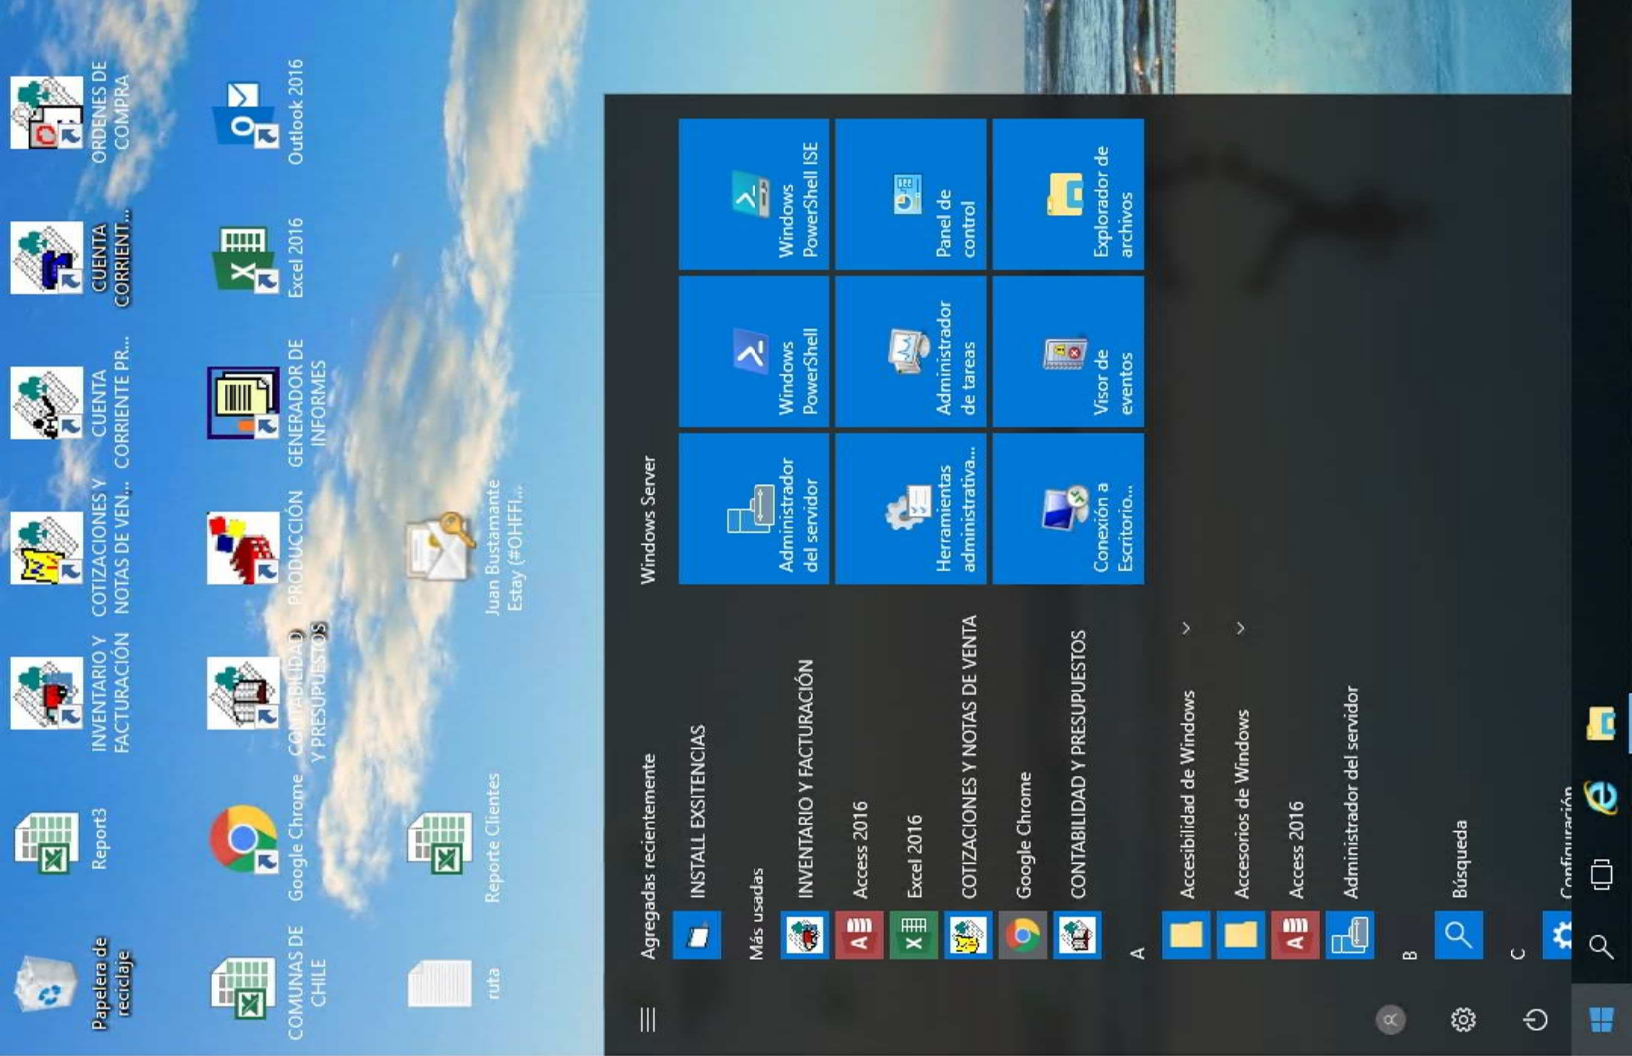 Papelera de
reciclaje
Report3
INVENTARIO Y
FACTURACIÓN
COTIZACIONES Y
NOTAS DE VEN...
CUENTA
CORRIENTE PR...
CUENTA
CORRIENT...
ORDENES DE
COMPRA
COMUNAS DE
CHILE
Google Chrome
CONTABILIDAD
Y PRESUPUESTOS
PRODUCCIÓN
GENERADOR DE
INFORMES
Excel 2016
Outlook 2016
ruta
Reporte Clientes
Juan Bustamante
Estay (#OHFFI...
Agregadas recientemente
INSTALL EXSITENCIAS
Más usadas
INVENTARIO Y FACTURACIÓN
Access 2016
Excel 2016
COTIZACIONES Y NOTAS DE VENTA
Google Chrome
CONTABILIDAD Y PRESUPUESTOS
A
Accesibilidad de Windows
Accesorios de Windows
Access 2016
Administrador del servidor
B
Búsqueda
C
Configuración
Windows Server
Administrador
del servidor
Windows
PowerShell
Windows
PowerShell ISE
Herramientas
administrativa...
Administrador
de tareas
Panel de
control
Conexión a
Escritorio...
Visor de
eventos
Explorador de
archivos